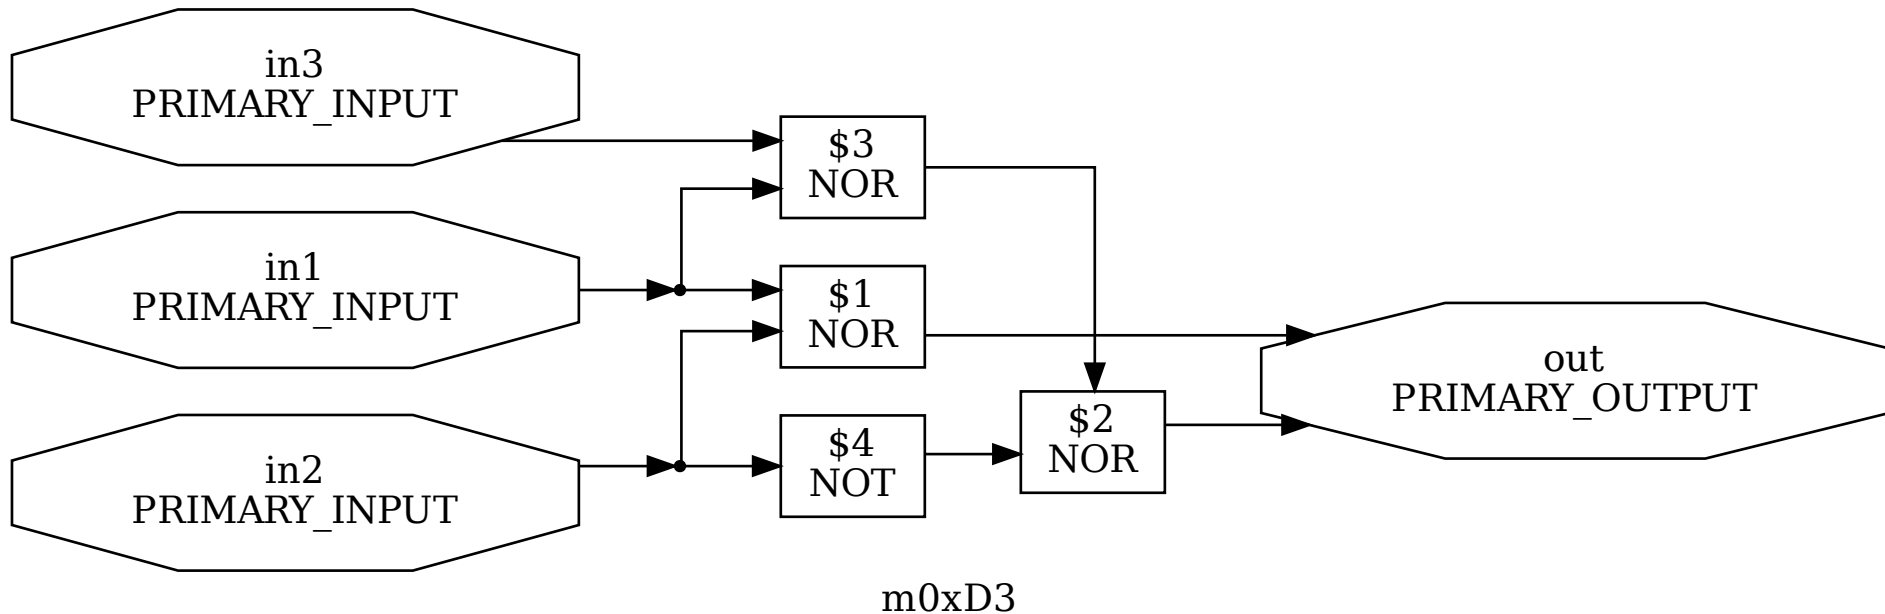 in3
PRIMARY_INPUT
$3
NOR
in1
PRIMARY_INPUT
$1
NOR
out
PRIMARY_OUTPUT
$2
NOR
in2
PRIMARY_INPUT
$4
NOT
m0xD3